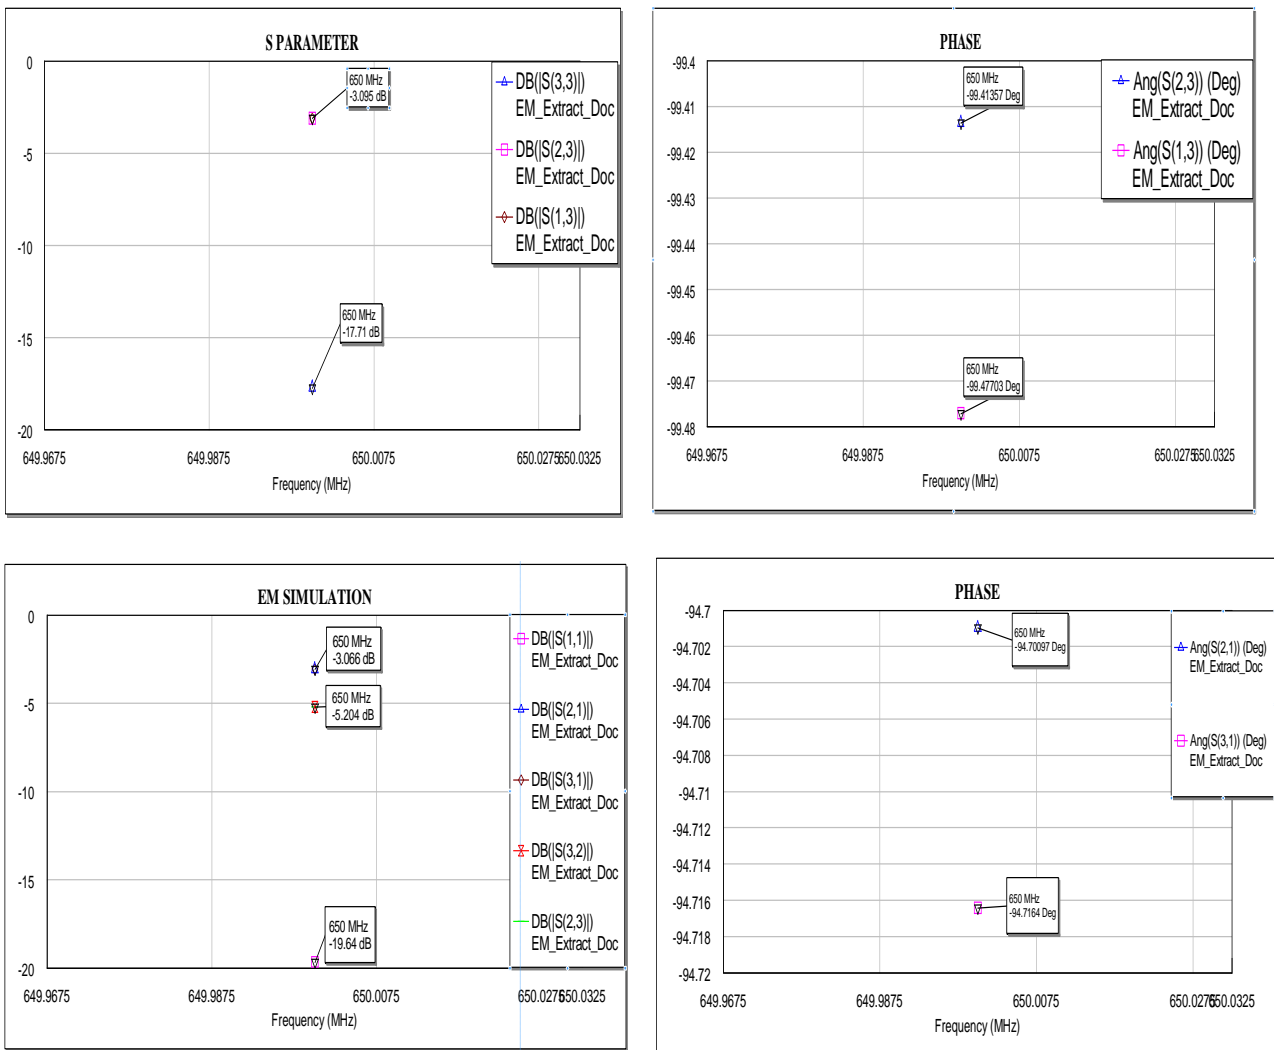 S PARAMETER
0
-5
-10
-15
-20
650 MHz
-3.095 dB
650 MHz
-17.71 dB
DB(|S(3,3)|)
EM_Extract_Doc
DB(|S(2,3)|)
EM_Extract_Doc
DB(|S(1,3)|)
EM_Extract_Doc
649.9675 649.9875 650.0075 650.0275 650.0325
Frequency (MHz)
PHASE
-99.4
-99.41
-99.42
-99.43
-99.44
-99.45
-99.46
-99.47
-99.48
650 MHz
-99.41357 Deg
650 MHz
-99.47703 Deg
Ang(S(2,3)) (Deg)
EM_Extract_Doc
Ang(S(1,3)) (Deg)
EM_Extract_Doc
649.9675 649.9875 650.0075 650.0275 650.0325
Frequency (MHz)
EM SIMULATION
0
-5
-10
-15
-20
650 MHz
-3.066 dB
650 MHz
-5.204 dB
650 MHz
-19.64 dB
DB(|S(1,1)|)
EM_Extract_Doc
DB(|S(2,1)|)
EM_Extract_Doc
DB(|S(3,1)|)
EM_Extract_Doc
DB(|S(3,2)|)
EM_Extract_Doc
DB(|S(2,3)|)
EM_Extract_Doc
649.9675 649.9875 650.0075 650.0275 650.0325
Frequency (MHz)
PHASE
-94.7
-94.702
-94.704
-94.706
-94.708
-94.71
-94.712
-94.714
-94.716
-94.718
-94.72
650 MHz
-94.70097 Deg
650 MHz
-94.7164 Deg
Ang(S(2,1)) (Deg)
EM_Extract_Doc
Ang(S(3,1)) (Deg)
EM_Extract_Doc
649.9675 649.9875 650.0075 650.0275 650.0325
Frequency (MHz)